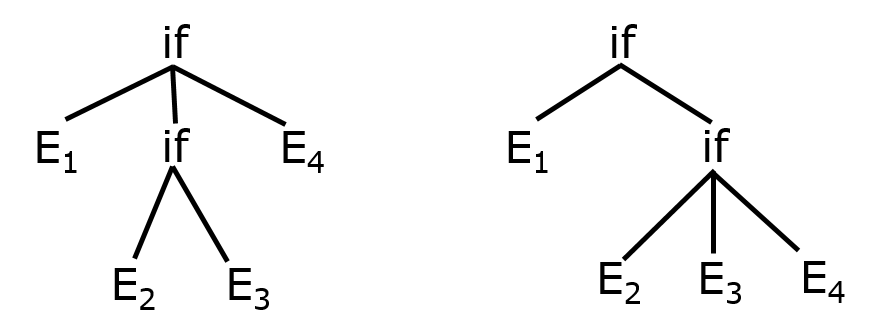 if if
E₁ if E₄ E₁ if
E₂ E₃ E₂ E₃ E₄